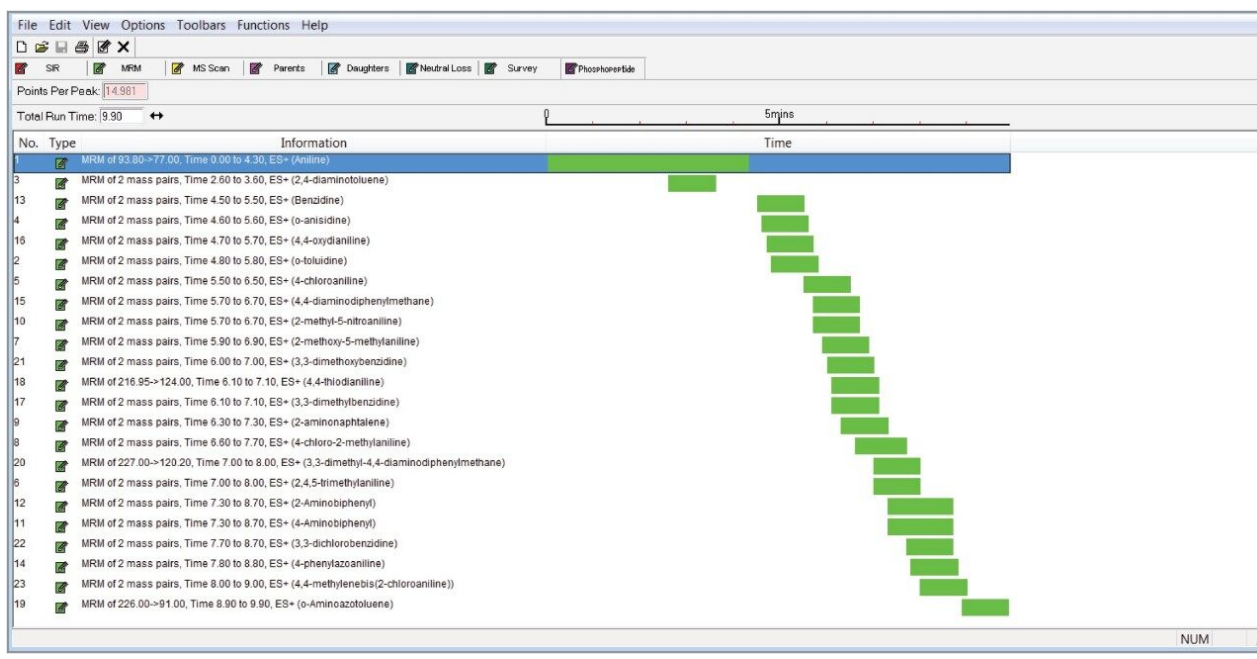 File Edit View Options Toolbars Functions Help
SIR MRM MS Scan Parents Daughters Neutral Loss Survey Phosphopeptide
Points Per Peak: 14.981
Total Run Time: 9.90 0 5mins
No. Type Information Time
1 MRM of 93.80->77.00, Time 0.00 to 4.30, ES+ (Aniline)
3 MRM of 2 mass pairs, Time 2.60 to 3.60, ES+ (2,4-diaminotoluene)
13 MRM of 2 mass pairs, Time 4.50 to 5.50, ES+ (Benzidine)
4 MRM of 2 mass pairs, Time 4.60 to 5.60, ES+ (o-anisidine)
16 MRM of 2 mass pairs, Time 4.70 to 5.70, ES+ (4,4-oxydianiline)
2 MRM of 2 mass pairs, Time 4.80 to 5.80, ES+ (o-toluidine)
5 MRM of 2 mass pairs, Time 5.50 to 6.50, ES+ (4-chloroaniline)
15 MRM of 2 mass pairs, Time 5.70 to 6.70, ES+ (4,4-diaminodiphenylmethane)
10 MRM of 2 mass pairs, Time 5.70 to 6.70, ES+ (2-methyl-5-nitroaniline)
7 MRM of 2 mass pairs, Time 5.90 to 6.90, ES+ (2-methoxy-5-methylaniline)
21 MRM of 2 mass pairs, Time 6.00 to 7.00, ES+ (3,3-dimethoxybenzidine)
18 MRM of 216.95->124.00, Time 6.10 to 7.10, ES+ (4,4-thiodianiline)
17 MRM of 2 mass pairs, Time 6.10 to 7.10, ES+ (3,3-dimethylbenzidine)
9 MRM of 2 mass pairs, Time 6.30 to 7.30, ES+ (2-aminonaphtalene)
8 MRM of 2 mass pairs, Time 6.60 to 7.70, ES+ (4-chloro-2-methylaniline)
20 MRM of 227.00->120.20, Time 7.00 to 8.00, ES+ (3,3-dimethyl-4,4-diaminodiphenylmethane)
6 MRM of 2 mass pairs, Time 7.00 to 8.00, ES+ (2,4,5-trimethylaniline)
12 MRM of 2 mass pairs, Time 7.30 to 8.70, ES+ (2-Aminobiphenyl)
11 MRM of 2 mass pairs, Time 7.30 to 8.70, ES+ (4-Aminobiphenyl)
22 MRM of 2 mass pairs, Time 7.70 to 8.70, ES+ (3,3-dichlorobenzidine)
14 MRM of 2 mass pairs, Time 7.80 to 8.80, ES+ (4-phenylazoaniline)
23 MRM of 2 mass pairs, Time 8.00 to 9.00, ES+ (4,4-methylenebis(2-chloroaniline))
19 MRM of 226.00->91.00, Time 8.90 to 9.90, ES+ (o-Aminoazotoluene)
NUM